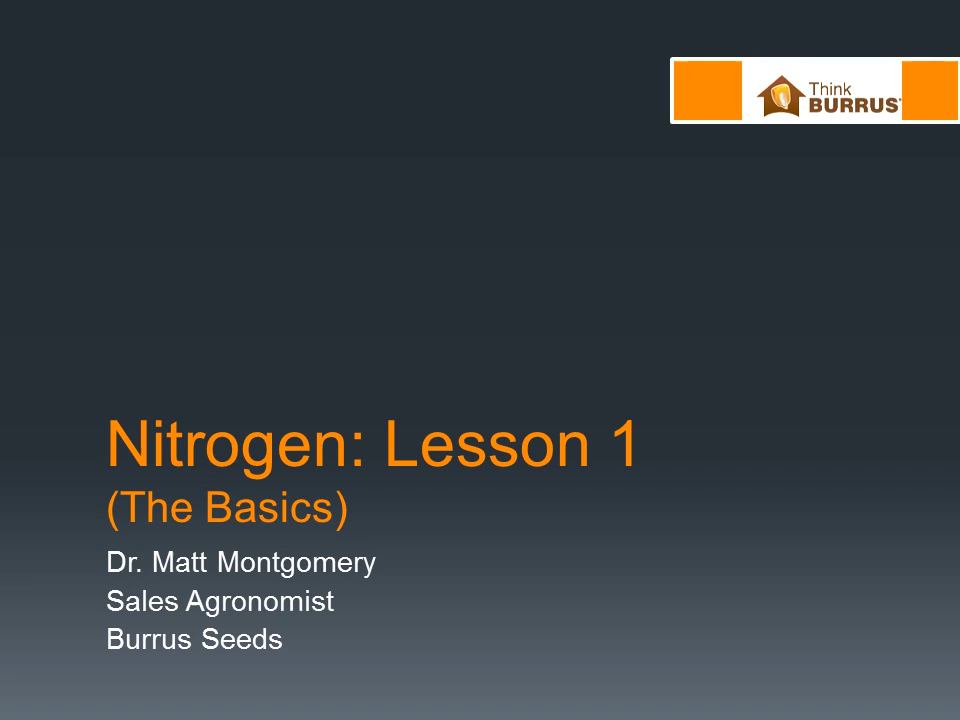 Think
BURRUS
Nitrogen: Lesson 1
(The Basics)
Dr. Matt Montgomery
Sales Agronomist
Burrus Seeds